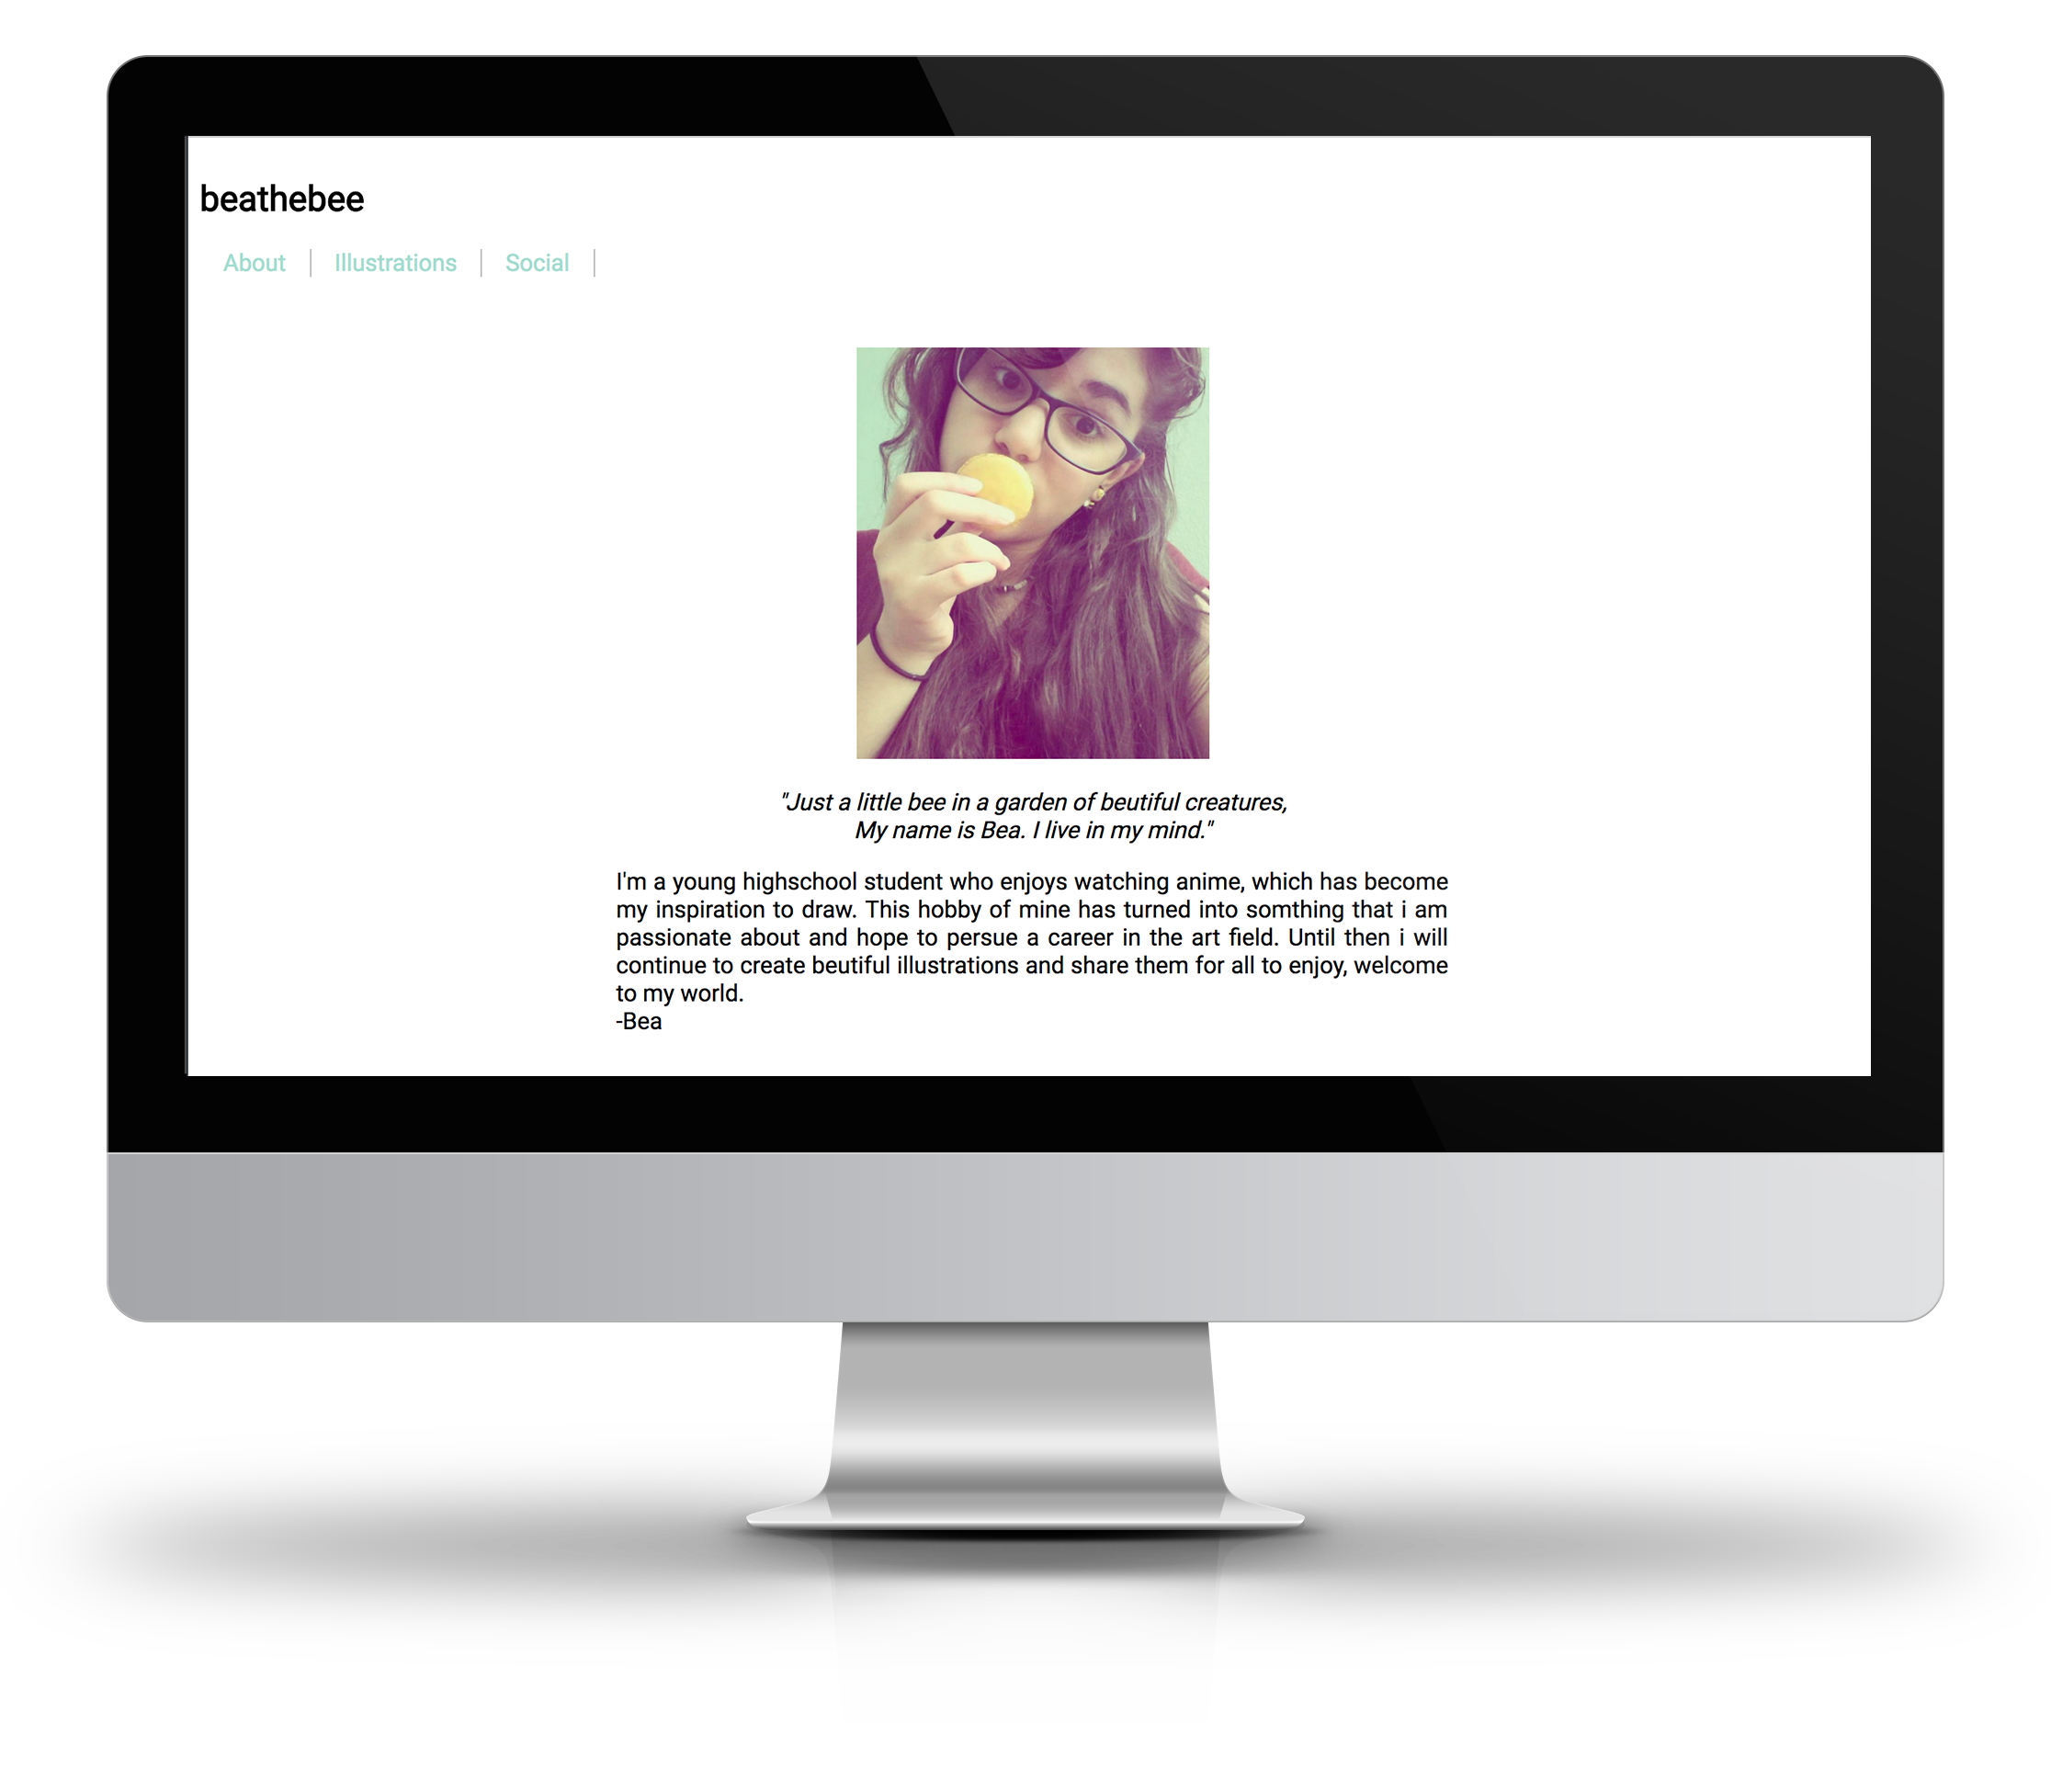 beathebee
About | Illustrations | Social |
"Just a little bee in a garden of beutiful creatures,
My name is Bea. I live in my mind."
I'm a young highschool student who enjoys watching anime, which has become
my inspiration to draw. This hobby of mine has turned into somthing that i am
passionate about and hope to persue a career in the art field. Until then i will
continue to create beutiful illustrations and share them for all to enjoy, welcome
to my world.
-Bea